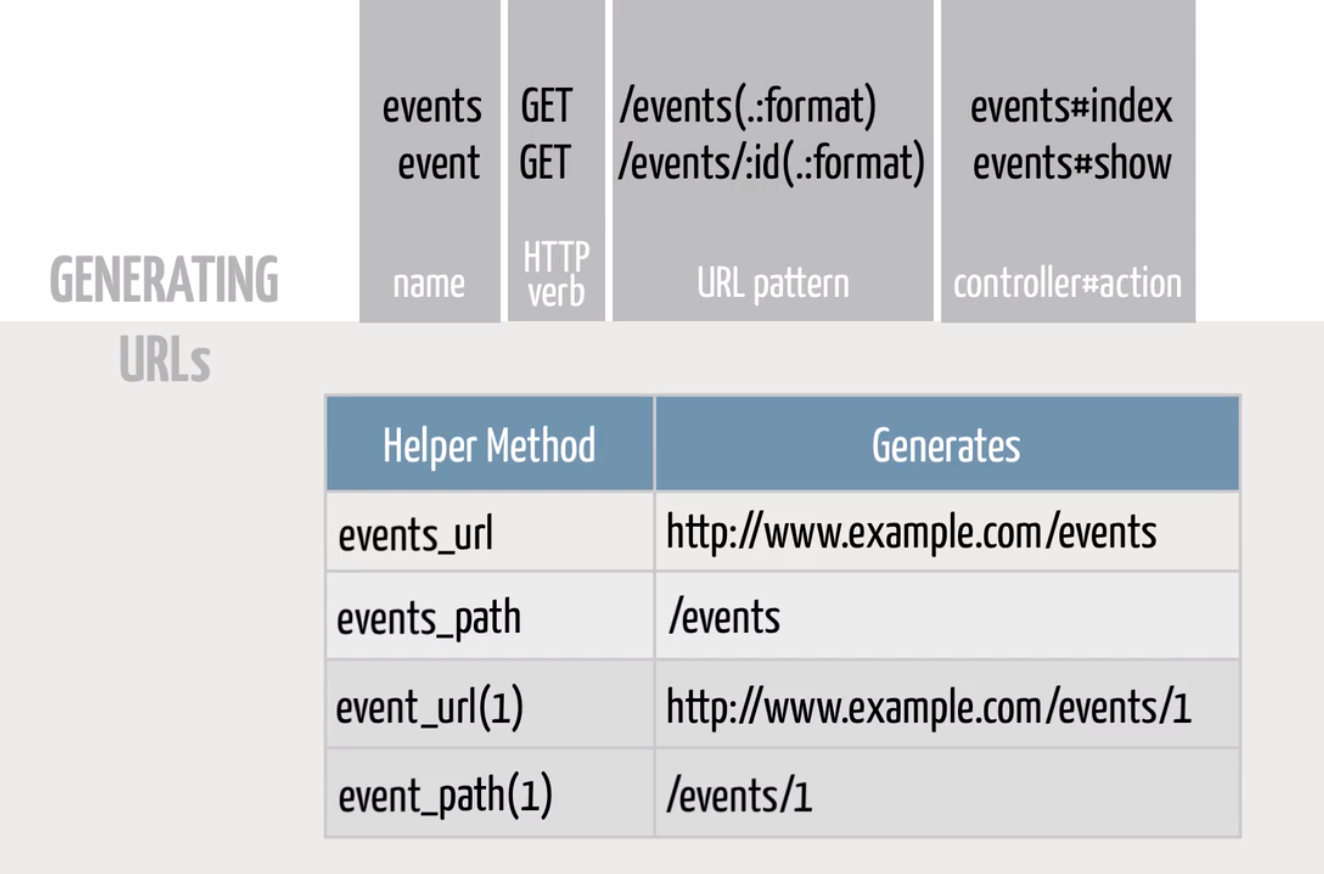 events GET /events(.:format) events#index
event GET /events/:id(.:format) events#show
name HTTP verb URL pattern controller#action
GENERATING
URLs
Helper Method Generates
events_url http://www.example.com/events
events_path /events
event_url(1) http://www.example.com/events/1
event_path(1) /events/1